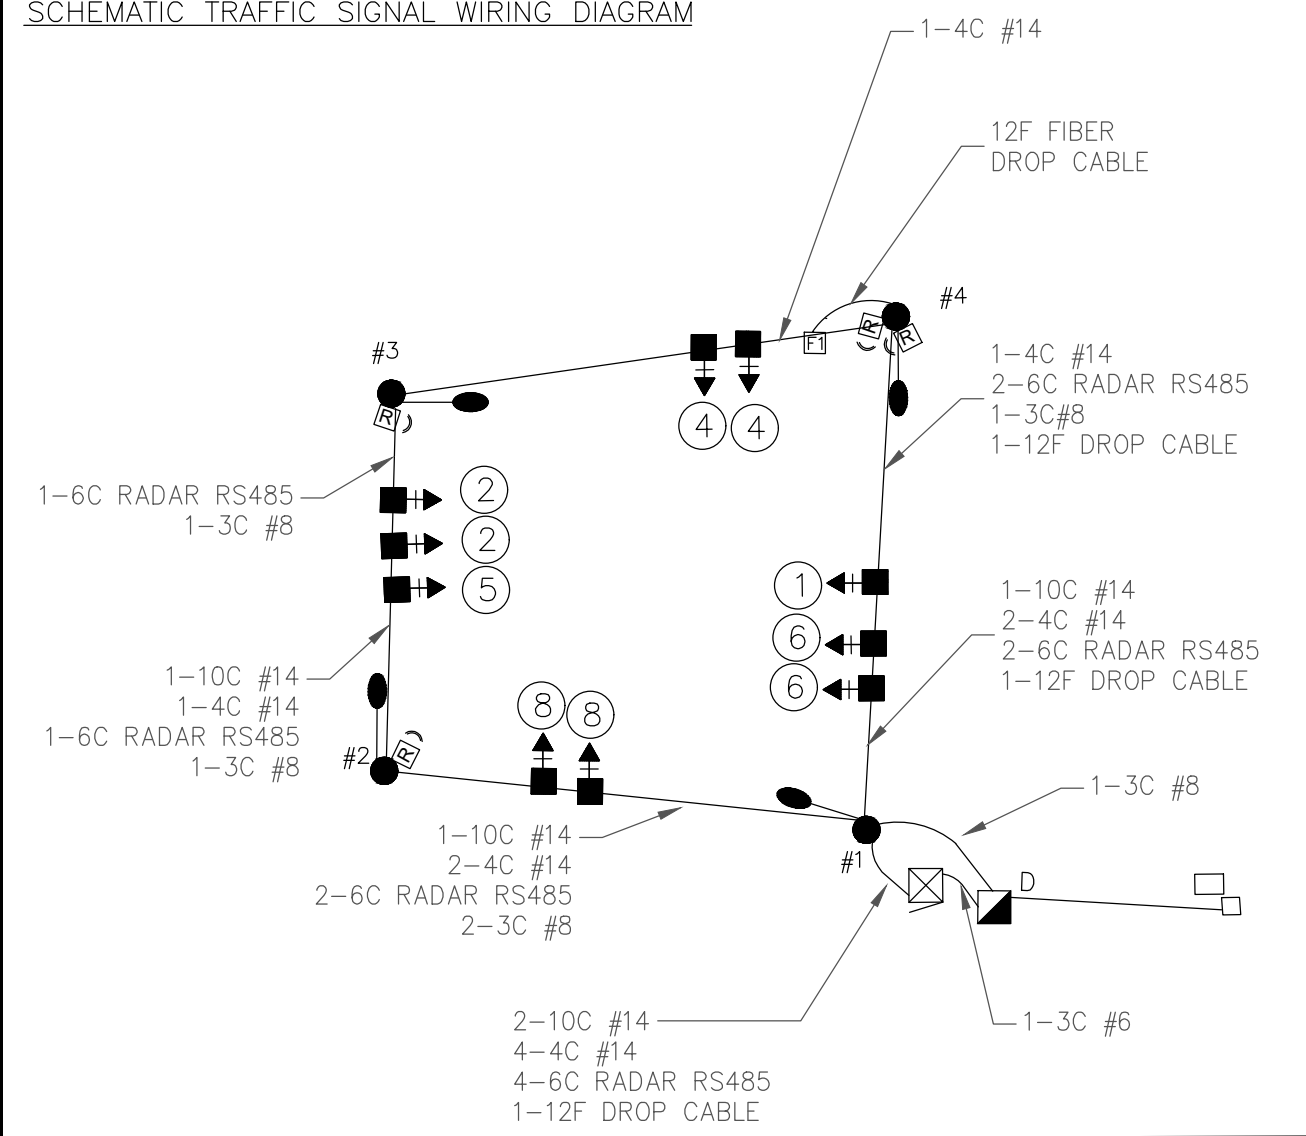 SCHEMATIC TRAFFIC SIGNAL WIRING DIAGRAM
1-4C #14
12F FIBER
DROP CABLE
#4
R
R
F1
#3
R
1-4C #14
2-6C RADAR RS485
1-3C#8
1-12F DROP CABLE
4
4
1-6C RADAR RS485
1-3C #8
2
2
5
1
6
6
1-10C #14
2-4C #14
2-6C RADAR RS485
1-12F DROP CABLE
1-10C #14
1-4C #14
1-6C RADAR RS485
1-3C #8
8
8
#2
R
1-3C #8
1-10C #14
2-4C #14
2-6C RADAR RS485
2-3C #8
#1
D
2-10C #14
4-4C #14
4-6C RADAR RS485
1-12F DROP CABLE
1-3C #6